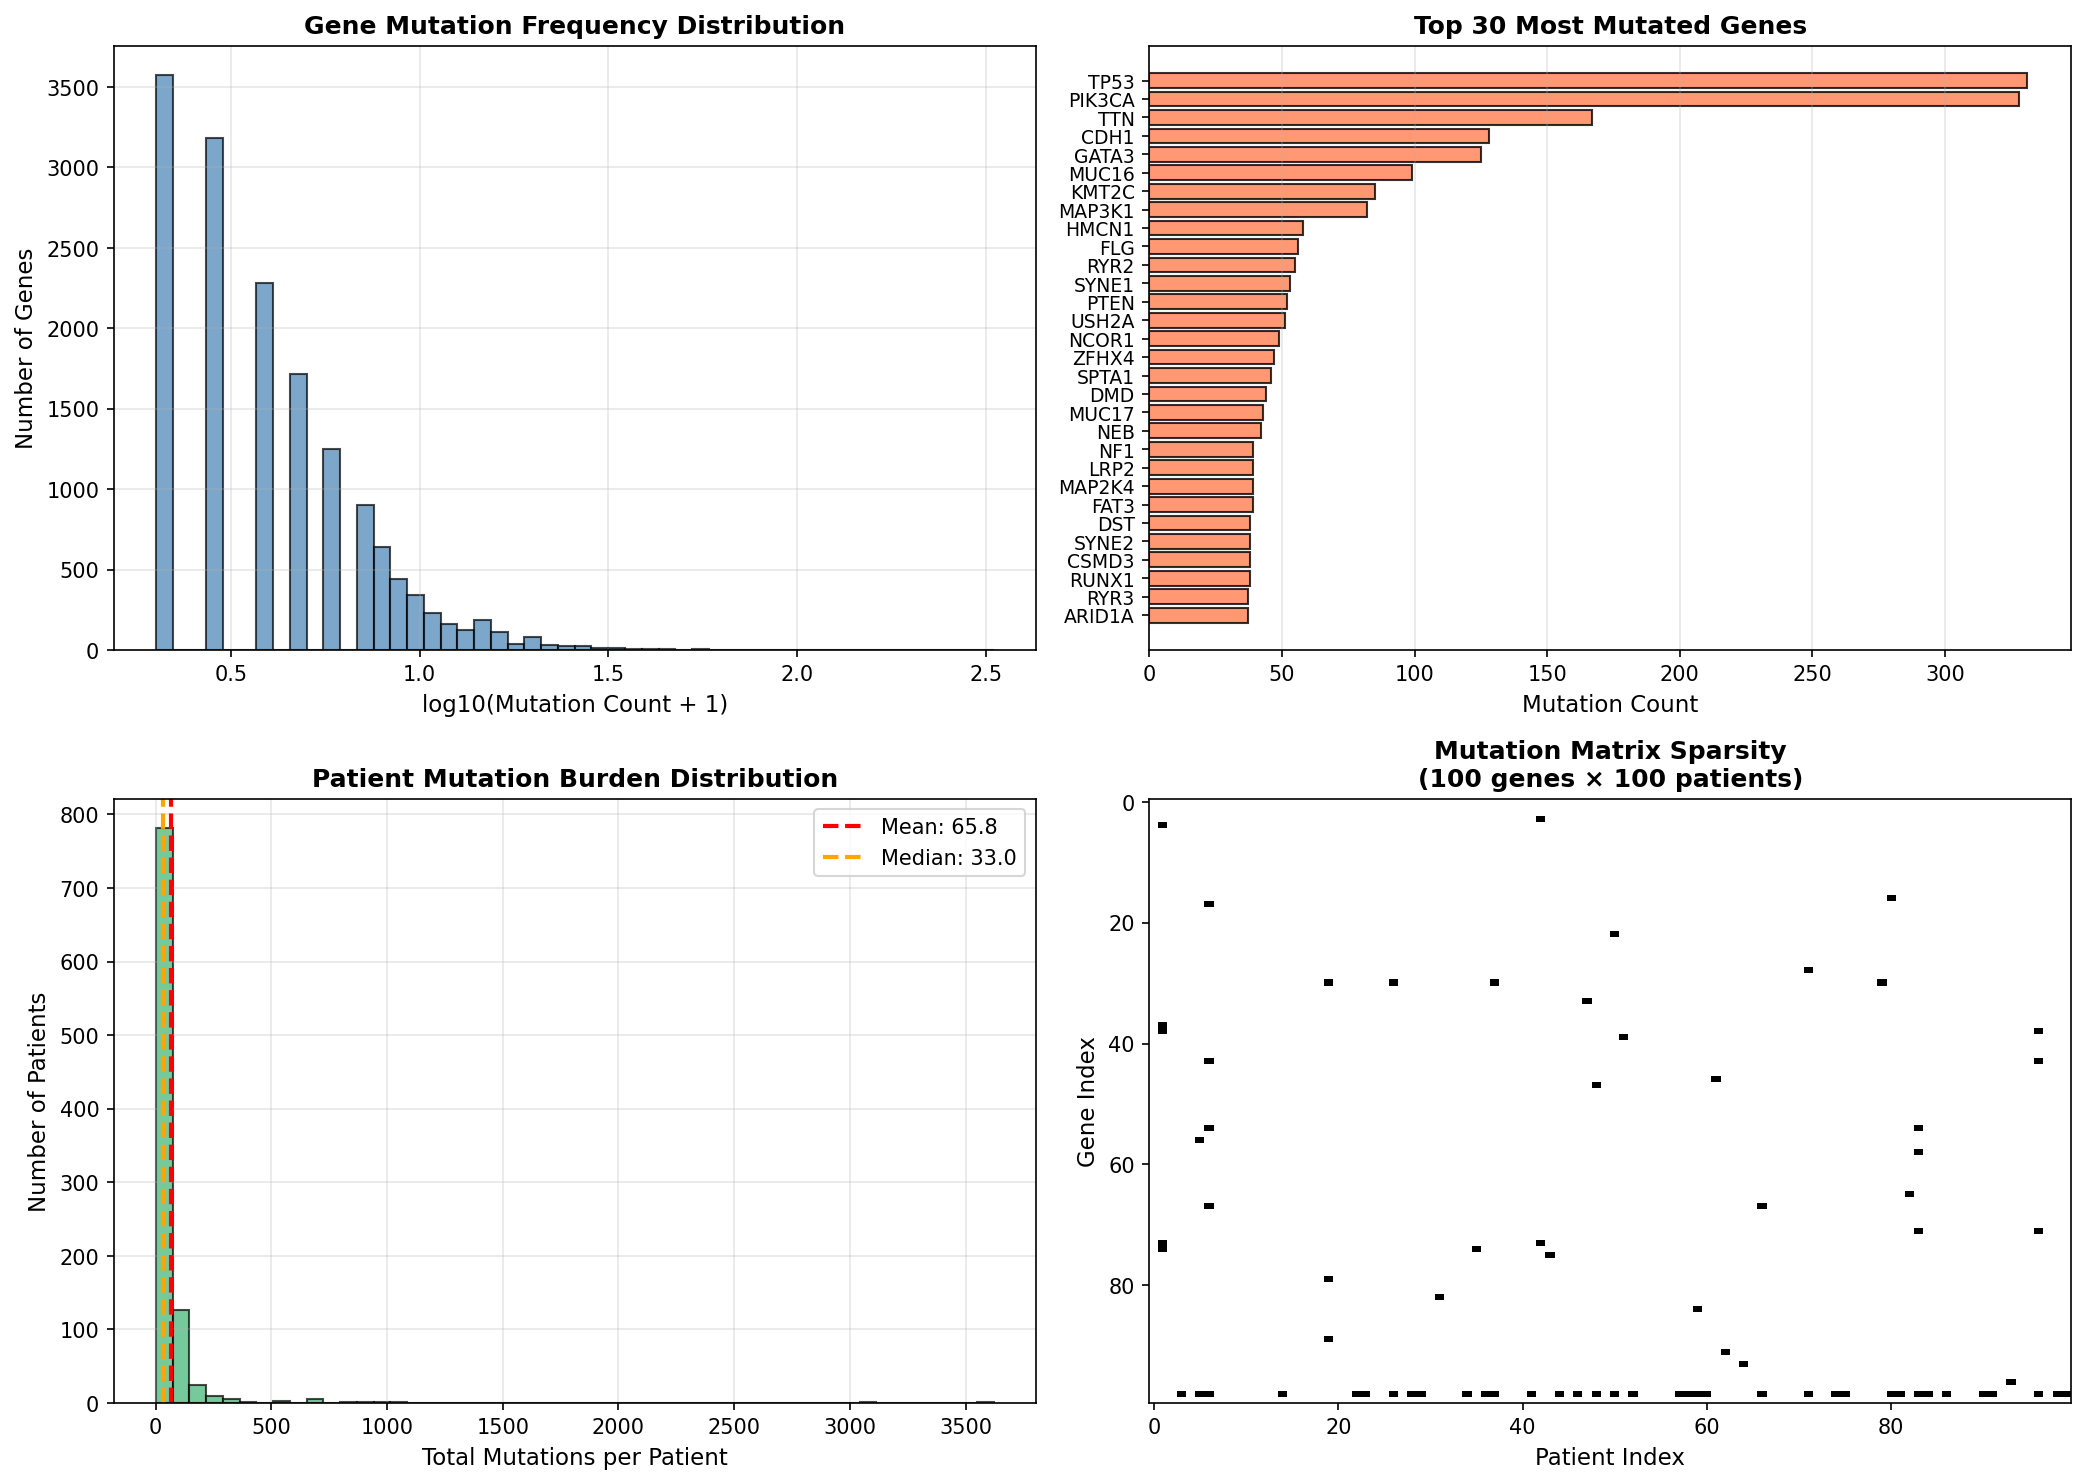 Gene Mutation Frequency Distribution
Number of Genes
3500
3000
2500
2000
1500
1000
500
0
0.5
1.0
1.5
2.0
2.5
log10(Mutation Count + 1)
Top 30 Most Mutated Genes
TP53
PIK3CA
TTN
CDH1
GATA3
MUC16
KMT2C
MAP3K1
HMCN1
FLG
RYR2
SYNE1
PTEN
USH2A
NCOR1
ZFHX4
SPTA1
DMD
MUC17
NEB
NF1
LRP2
MAP2K4
FAT3
DST
SYNE2
CSMD3
RUNX1
RYR3
ARID1A
0
50
100
150
200
250
300
Mutation Count
Patient Mutation Burden Distribution
Number of Patients
800
700
600
500
400
300
200
100
0
Mean: 65.8
Median: 33.0
0
500
1000
1500
2000
2500
3000
3500
Total Mutations per Patient
Mutation Matrix Sparsity
(100 genes × 100 patients)
Gene Index
0
20
40
60
80
0
20
40
60
80
Patient Index